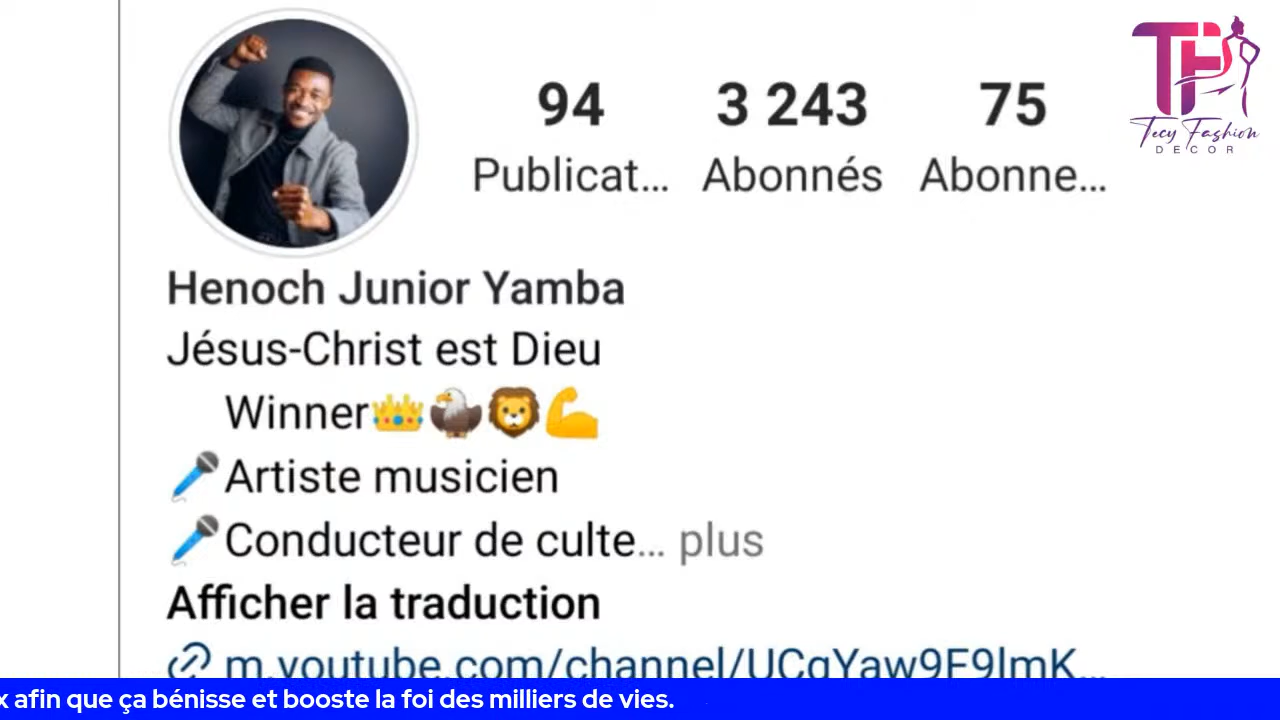 94 3 243 75
Publicat... Abonnés Abonne...
TF
Tecy Fashion
DECOR
Henoch Junior Yamba
Jésus-Christ est Dieu
Winner👑🦅🦁💪
🎤Artiste musicien
🎤Conducteur de culte... plus
Afficher la traduction
m.youtube.com/channel/UCgYaw9F9lmK...
x afin que ça bénisse et booste la foi des milliers de vies.